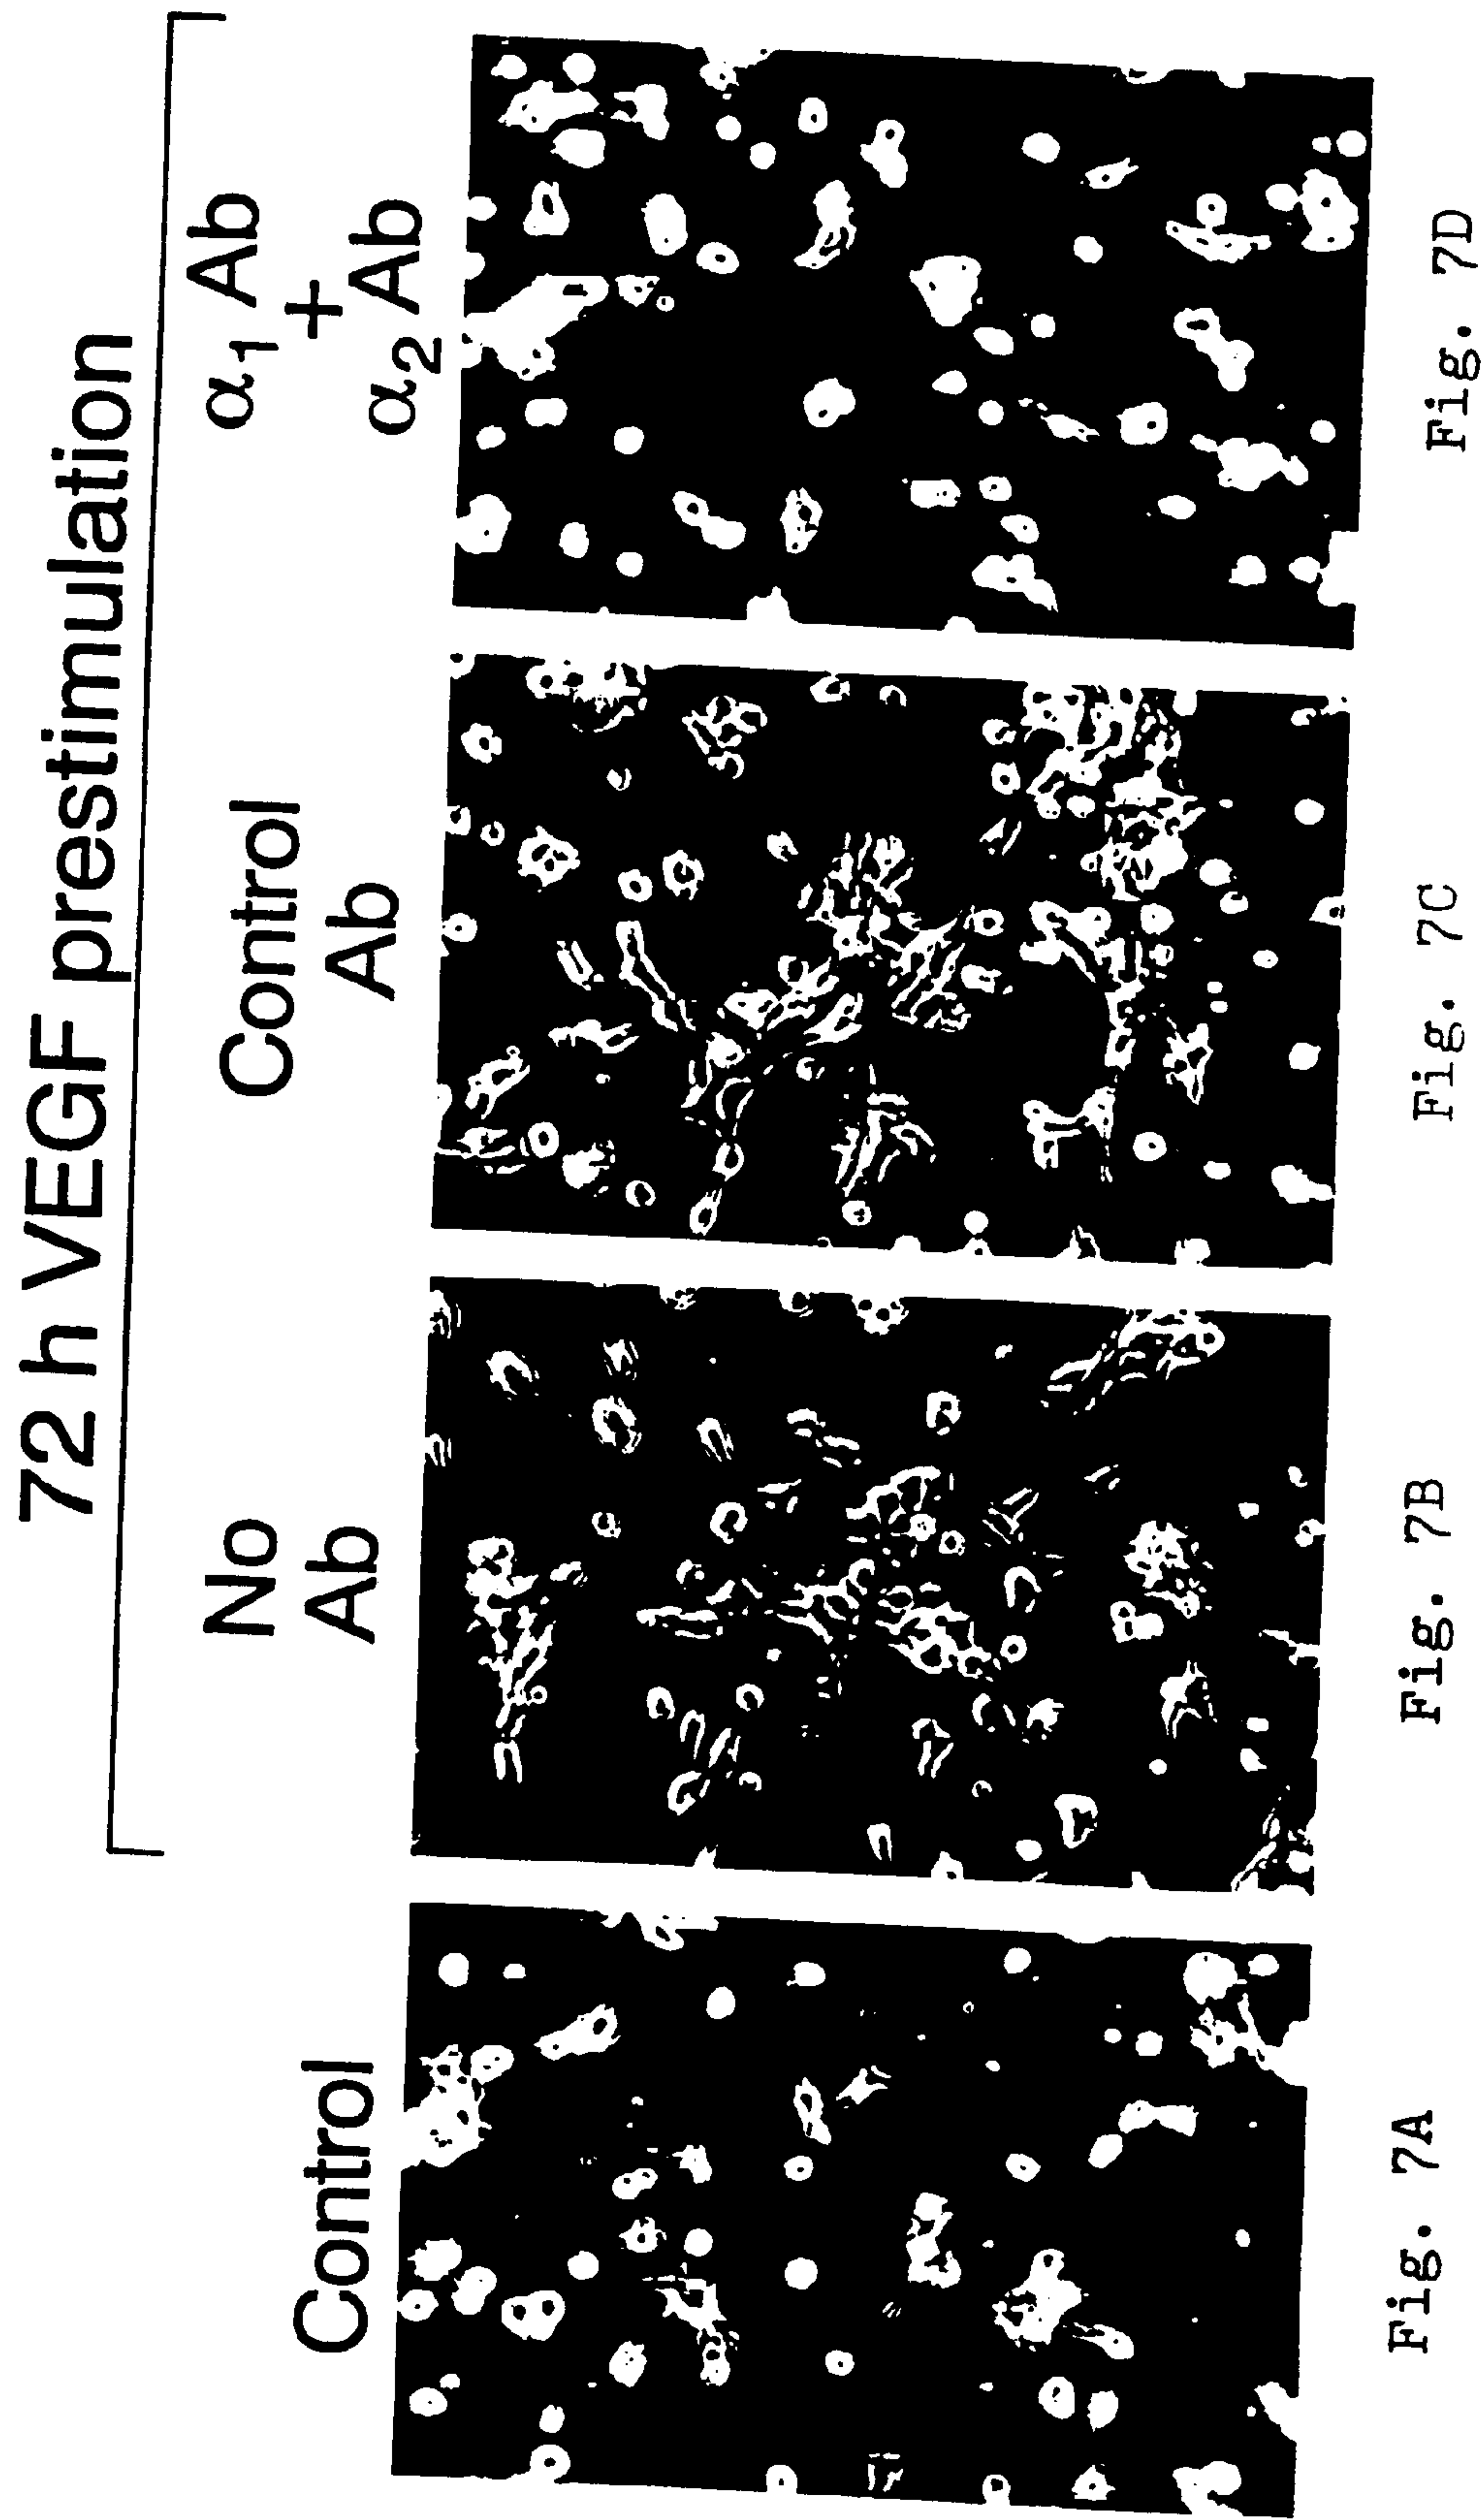 72 h VEGF prestimulation
Control
No
Ab
Control
Ab
α1 Ab
+
α2 Ab
Fig. 7A
Fig. 7B
Fig. 7C
Fig. 7D